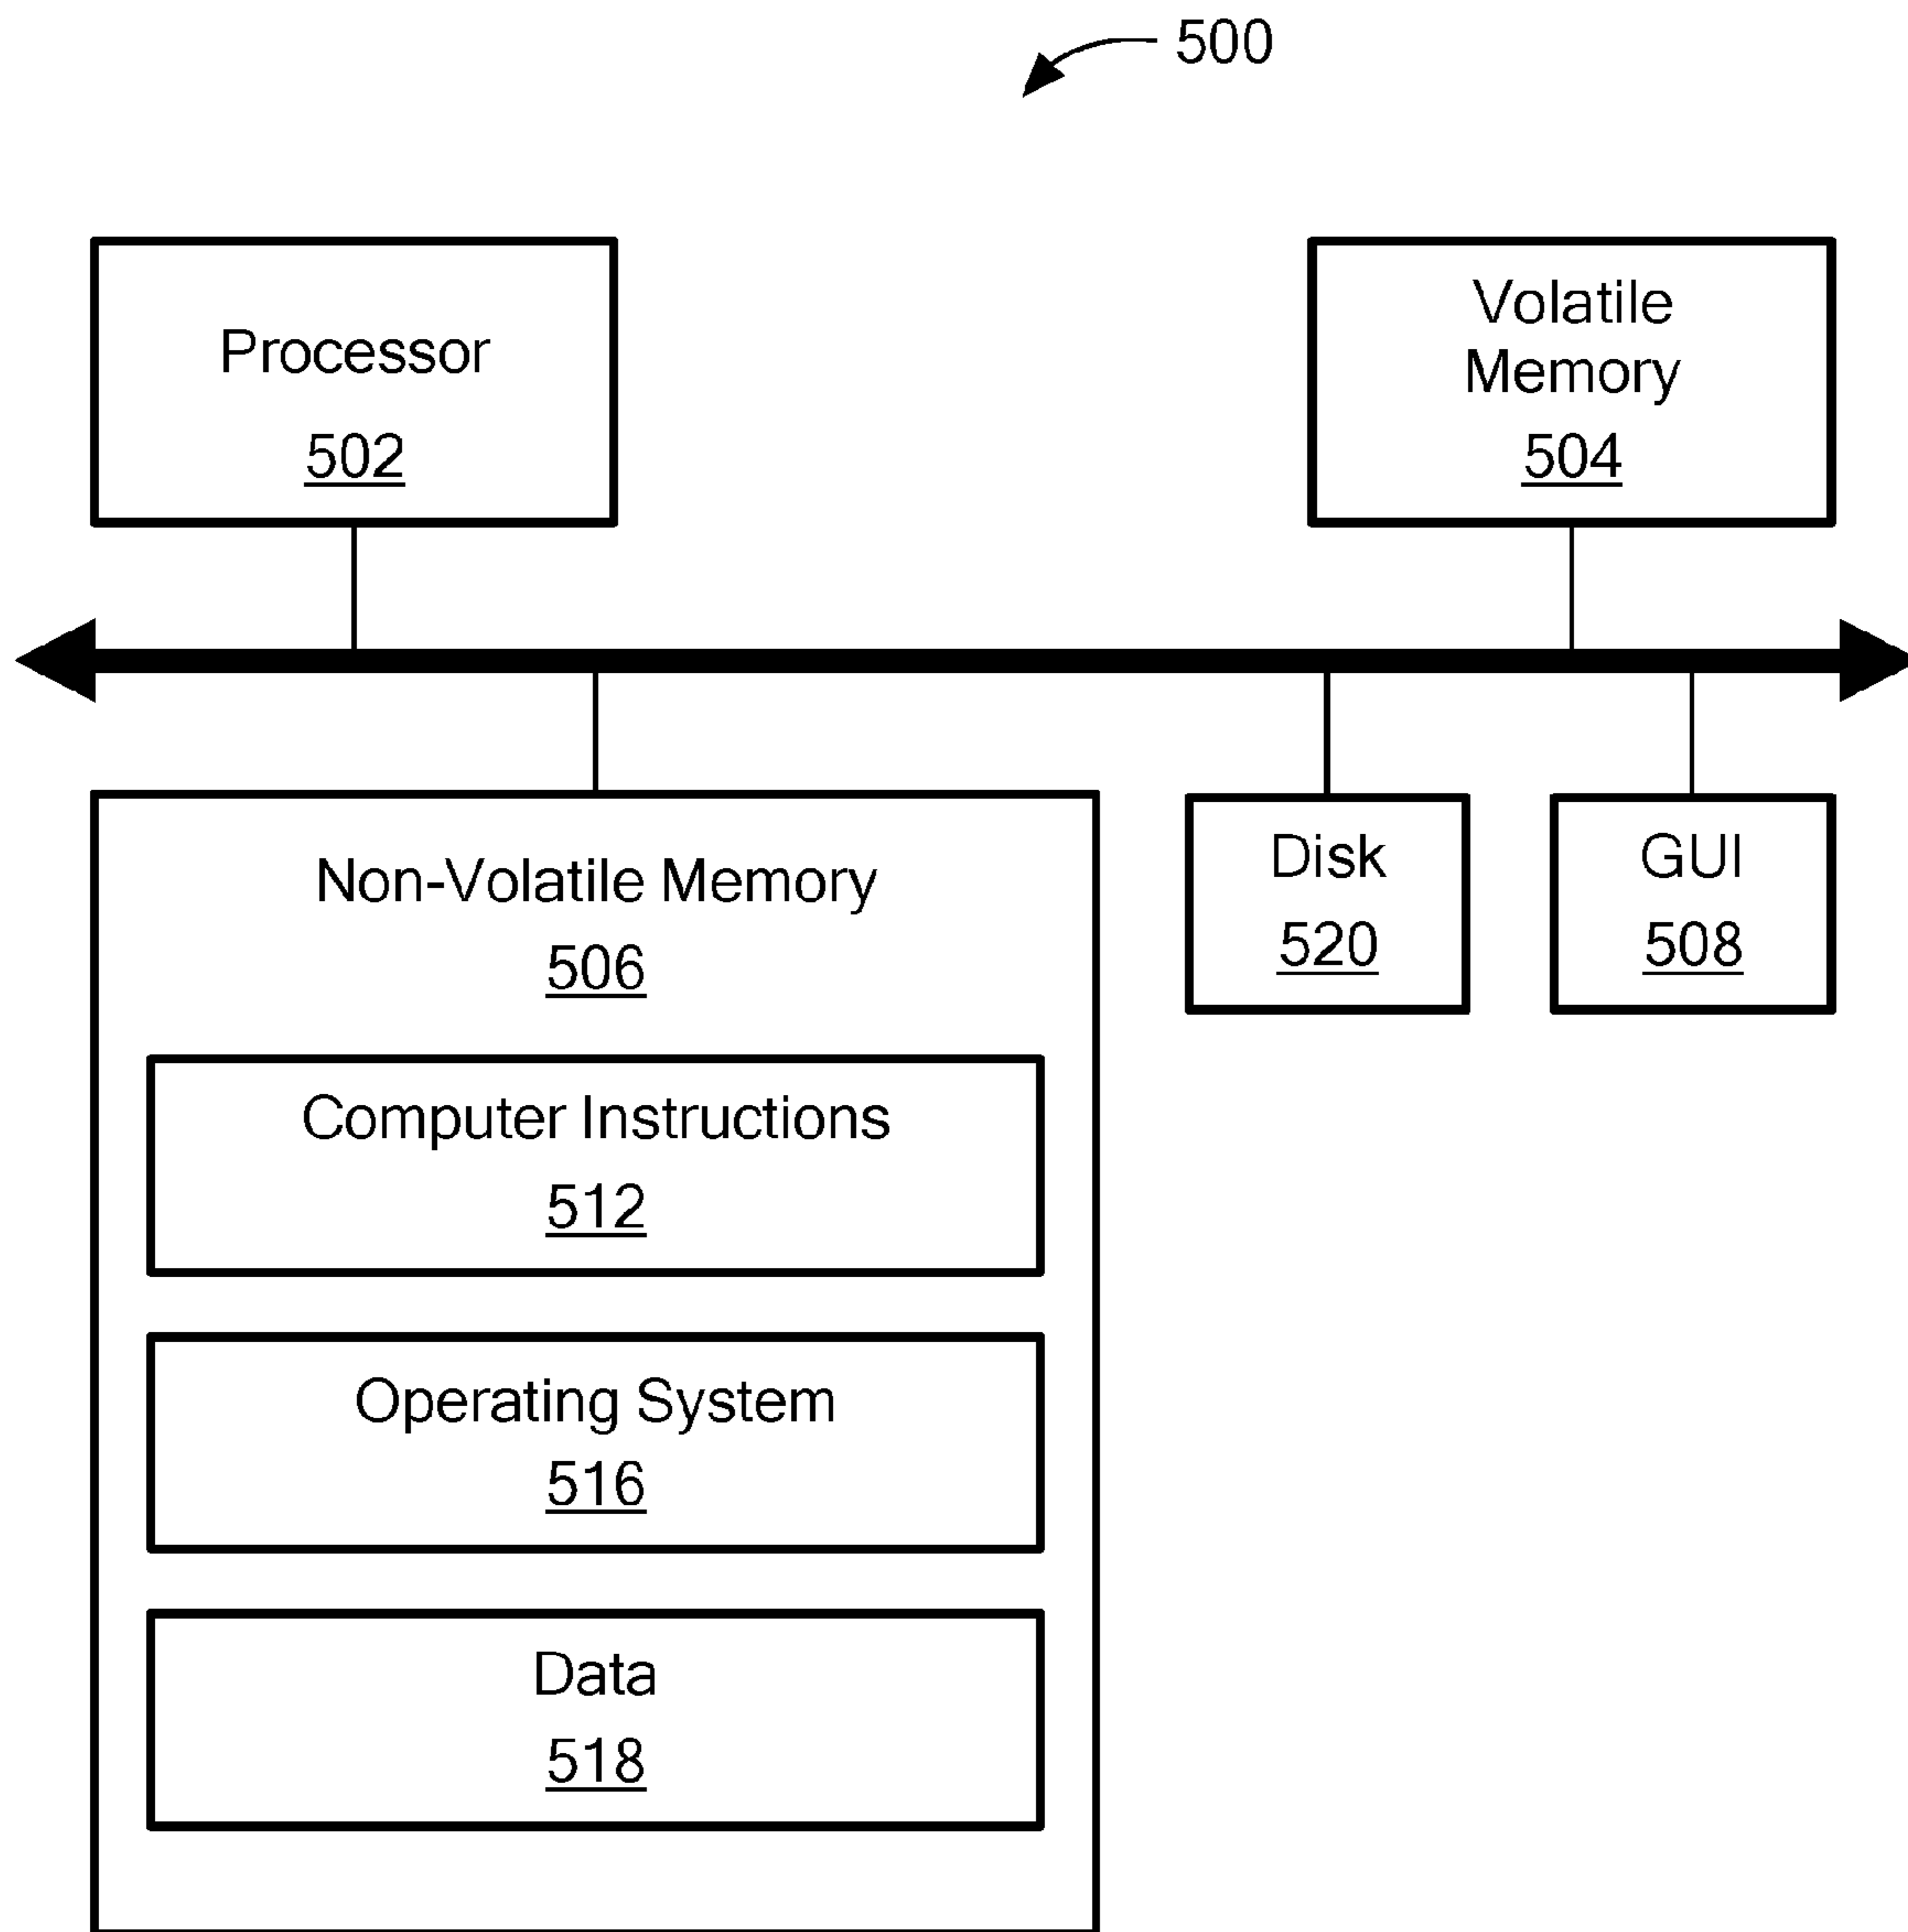 500
Processor
502
Volatile
Memory
504
Non-Volatile Memory
506
Disk
520
GUI
508
Computer Instructions
512
Operating System
516
Data
518